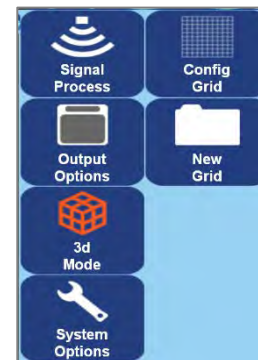 Signal
Process
Config
Grid
Output
Options
New
Grid
3d
Mode
System
Options